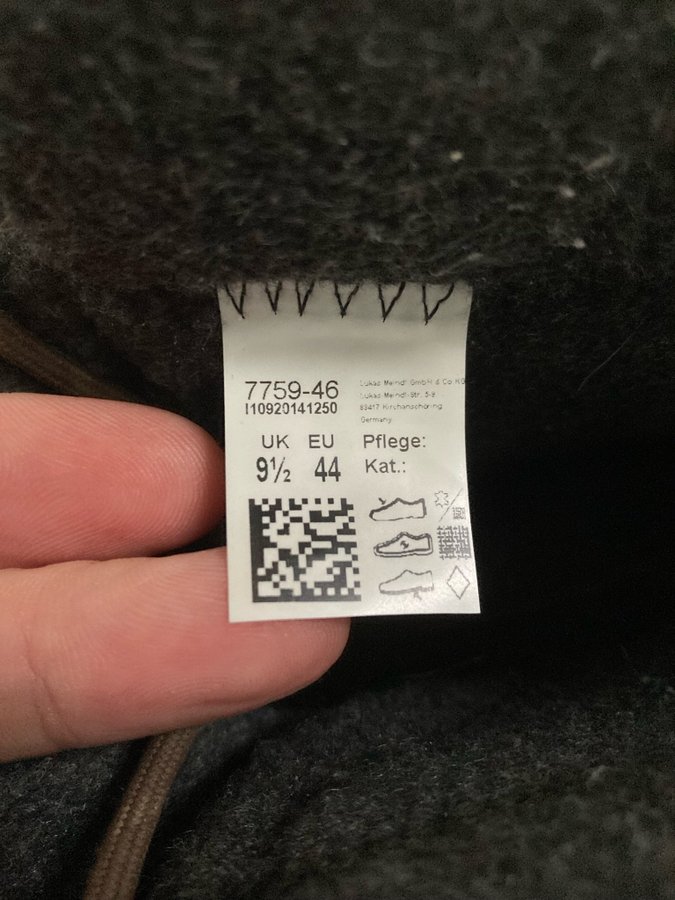 7759-46
I10920141250
Lukas Meindl GmbH & Co KG
Lukas Meindl-Str. 5-9
83417 Kirchanschöring
Germany
UK EU
9½ 44
Pflege:
Kat.: